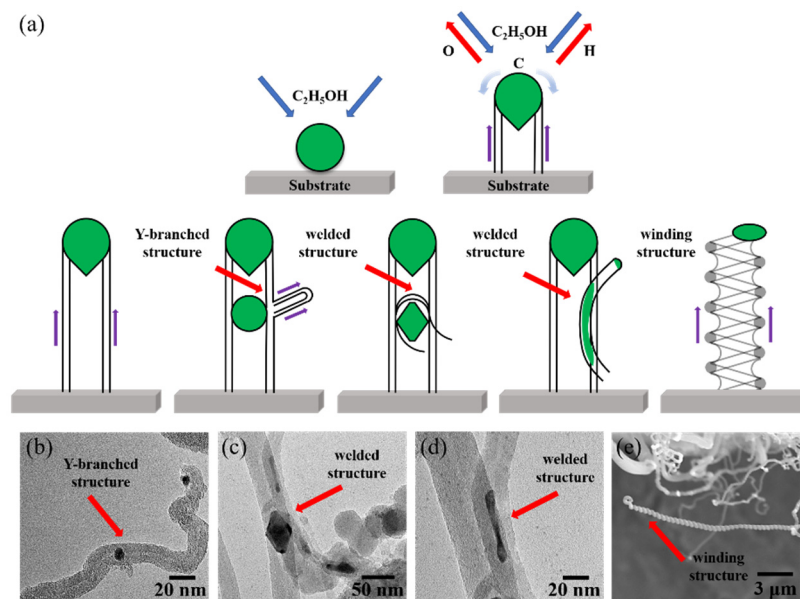 (a)
C₂H₅OH
Substrate
C₂H₅OH
O
H
C
Substrate
Y-branched
structure
welded
structure
welded
structure
winding
structure
(b)
Y-branched
structure
20 nm
(c)
welded
structure
50 nm
(d)
welded
structure
20 nm
(e)
winding
structure
3 μm